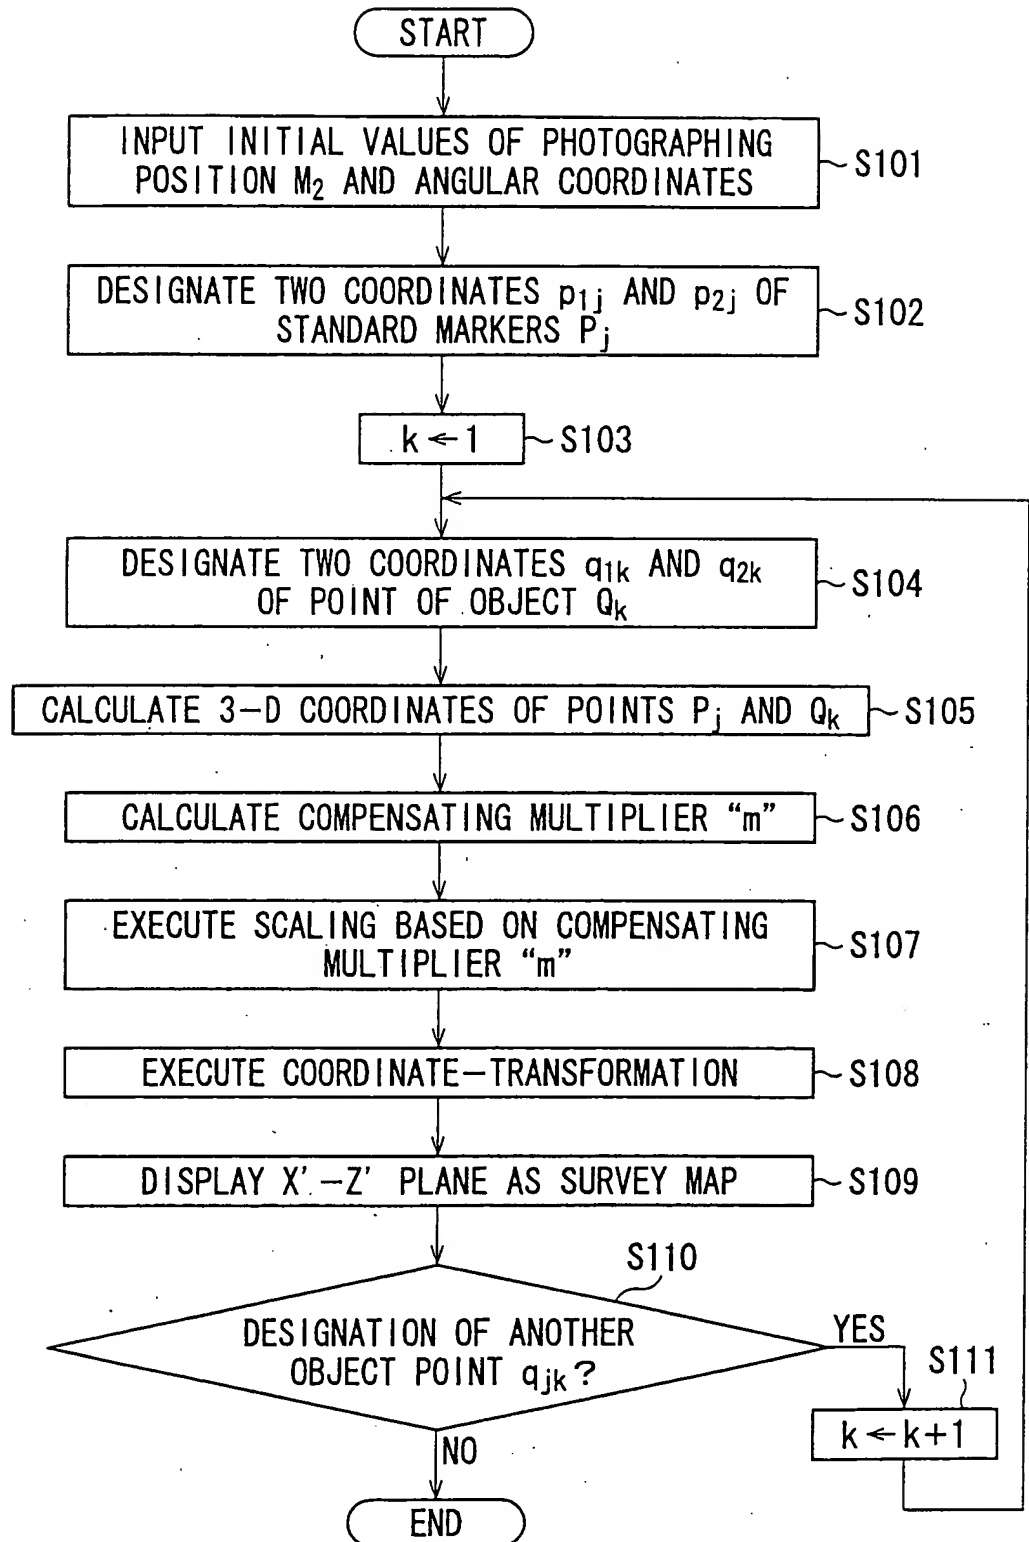 START
INPUT INITIAL VALUES OF PHOTOGRAPHING
POSITION M₂ AND ANGULAR COORDINATES
S101
DESIGNATE TWO COORDINATES p₁ⱼ AND p₂ⱼ OF
STANDARD MARKERS Pⱼ
S102
k←1
S103
DESIGNATE TWO COORDINATES q₁ₖ AND q₂ₖ
OF POINT OF OBJECT Qₖ
S104
CALCULATE 3-D COORDINATES OF POINTS Pⱼ AND Qₖ
S105
CALCULATE COMPENSATING MULTIPLIER “m”
S106
EXECUTE SCALING BASED ON COMPENSATING
MULTIPLIER “m”
S107
EXECUTE COORDINATE-TRANSFORMATION
S108
DISPLAY X'-Z' PLANE AS SURVEY MAP
S109
S110
DESIGNATION OF ANOTHER
OBJECT POINT qⱼₖ?
YES
S111
k←k+1
NO
END